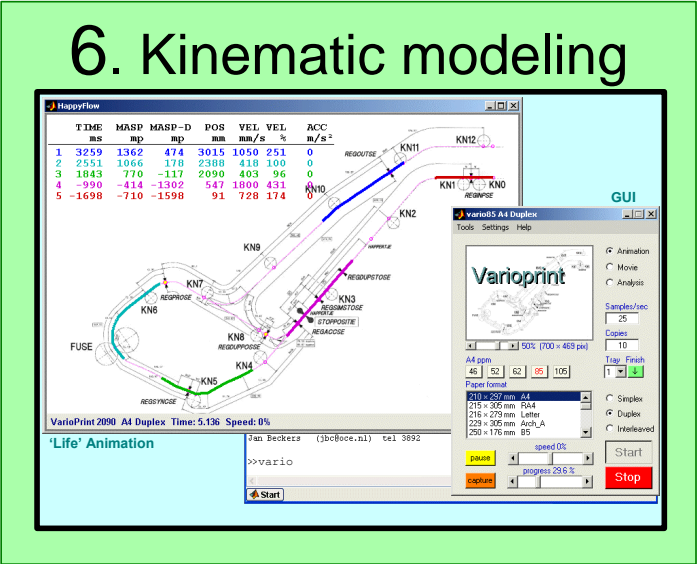 6. Kinematic modeling
HappyFlow
TIME MASP MASP-D POS VEL VEL ACC
ms mp mp mm mm/s % m/s²
1 3259 1362 474 3015 1050 251 0
2 2551 1066 178 2388 418 100 0
3 1843 770 -117 2090 403 96 0
4 -990 -414 -1302 547 1800 431 0
5 -1698 -710 -1598 91 728 174 0
REGOUTSE
KN11
KN12
KN10
KN1
KN0
REGINPSE
KN2
KN9
HAPPERTJE
KN7
REGPROSE
KN6
REGDUPSTOSE
KN3
REGSIMSTOSE
HAPPERTJE
STOPPOSITIE
REGACCSE
KN8
REGDUPPOSSE
FUSE
KN4
KN5
REGSYNCSE
VarioPrint 2090 A4 Duplex Time: 5.136 Speed: 0%
GUI
vario85 A4 Duplex
Tools Settings Help
Varioprint
Animation
Movie
Analysis
50% (700 × 469 pix)
Samples/sec
25
Copies
10
A4 ppm
46 52 62 85 105
Tray Finish
1
Paper format
210 × 297 mm A4
215 × 305 mm RA4
216 × 279 mm Letter
229 × 305 mm Arch_A
250 × 176 mm B5
Simplex
Duplex
Interleaved
speed 0%
pause
Start
progress 29.6 %
capture
Stop
'Life' Animation
Jan Beckers (jbc@oce.nl) tel 3892
>>vario
Start